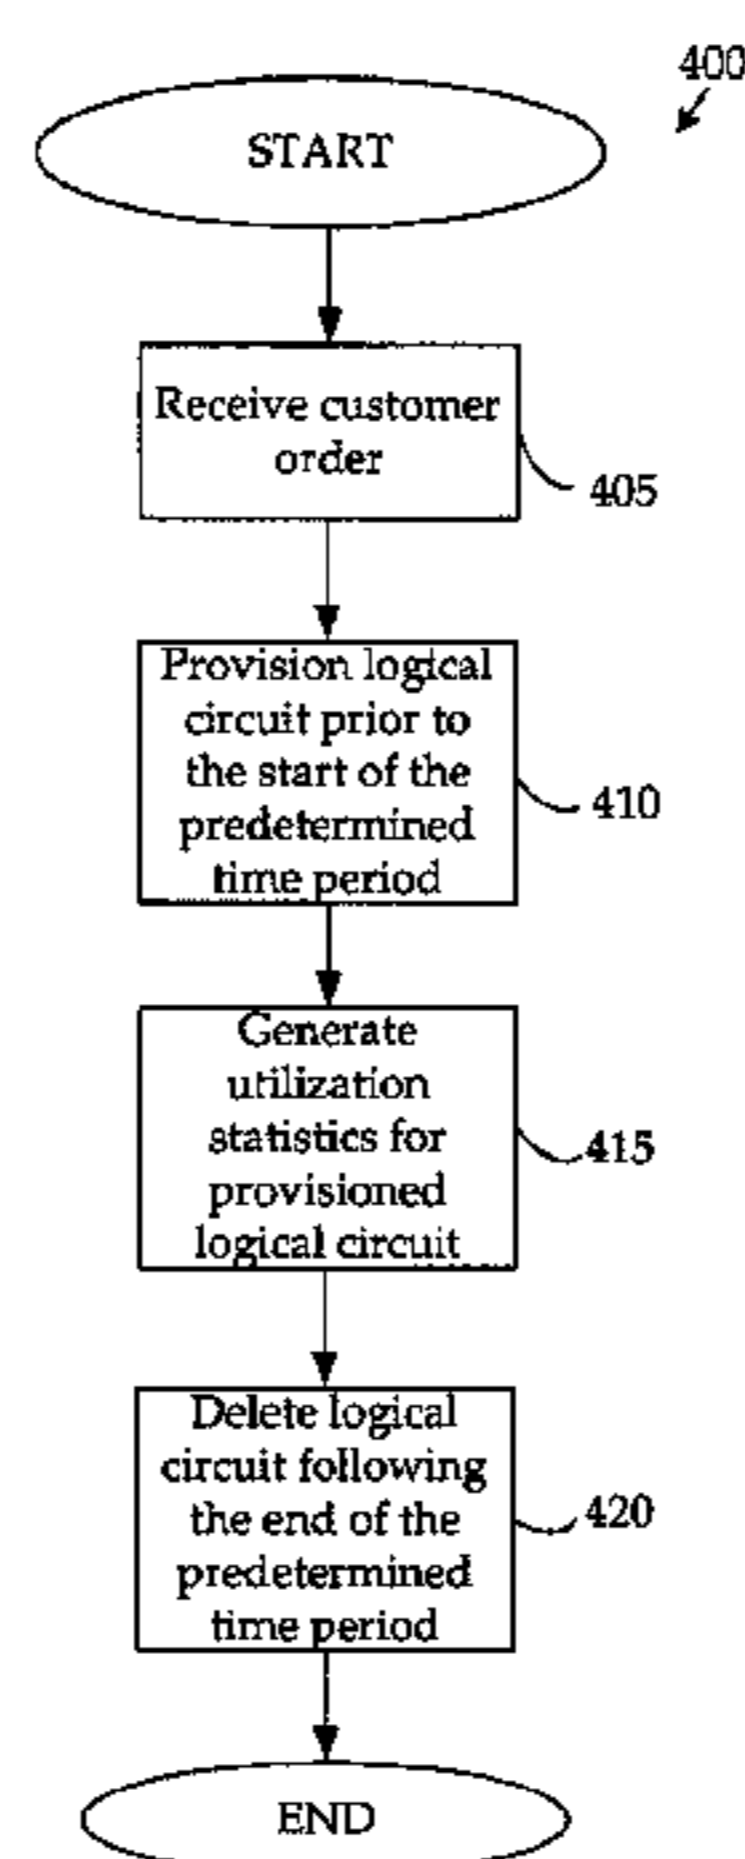 400
START
Receive customer
order
405
Provision logical
circuit prior to
the start of the
predetermined
time period
410
Generate
utilization
statistics for
provisioned
logical circuit
415
Delete logical
circuit following
the end of the
predetermined
time period
420
END